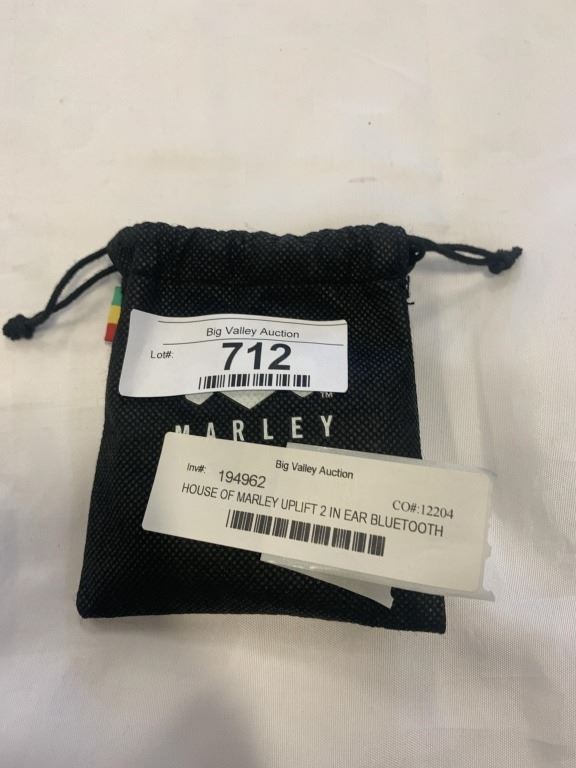 Big Valley Auction
Lot#: 712
TM
MARLEY
Big Valley Auction
Inv#: 194962
CO#:12204
HOUSE OF MARLEY UPLIFT 2 IN EAR BLUETOOTH